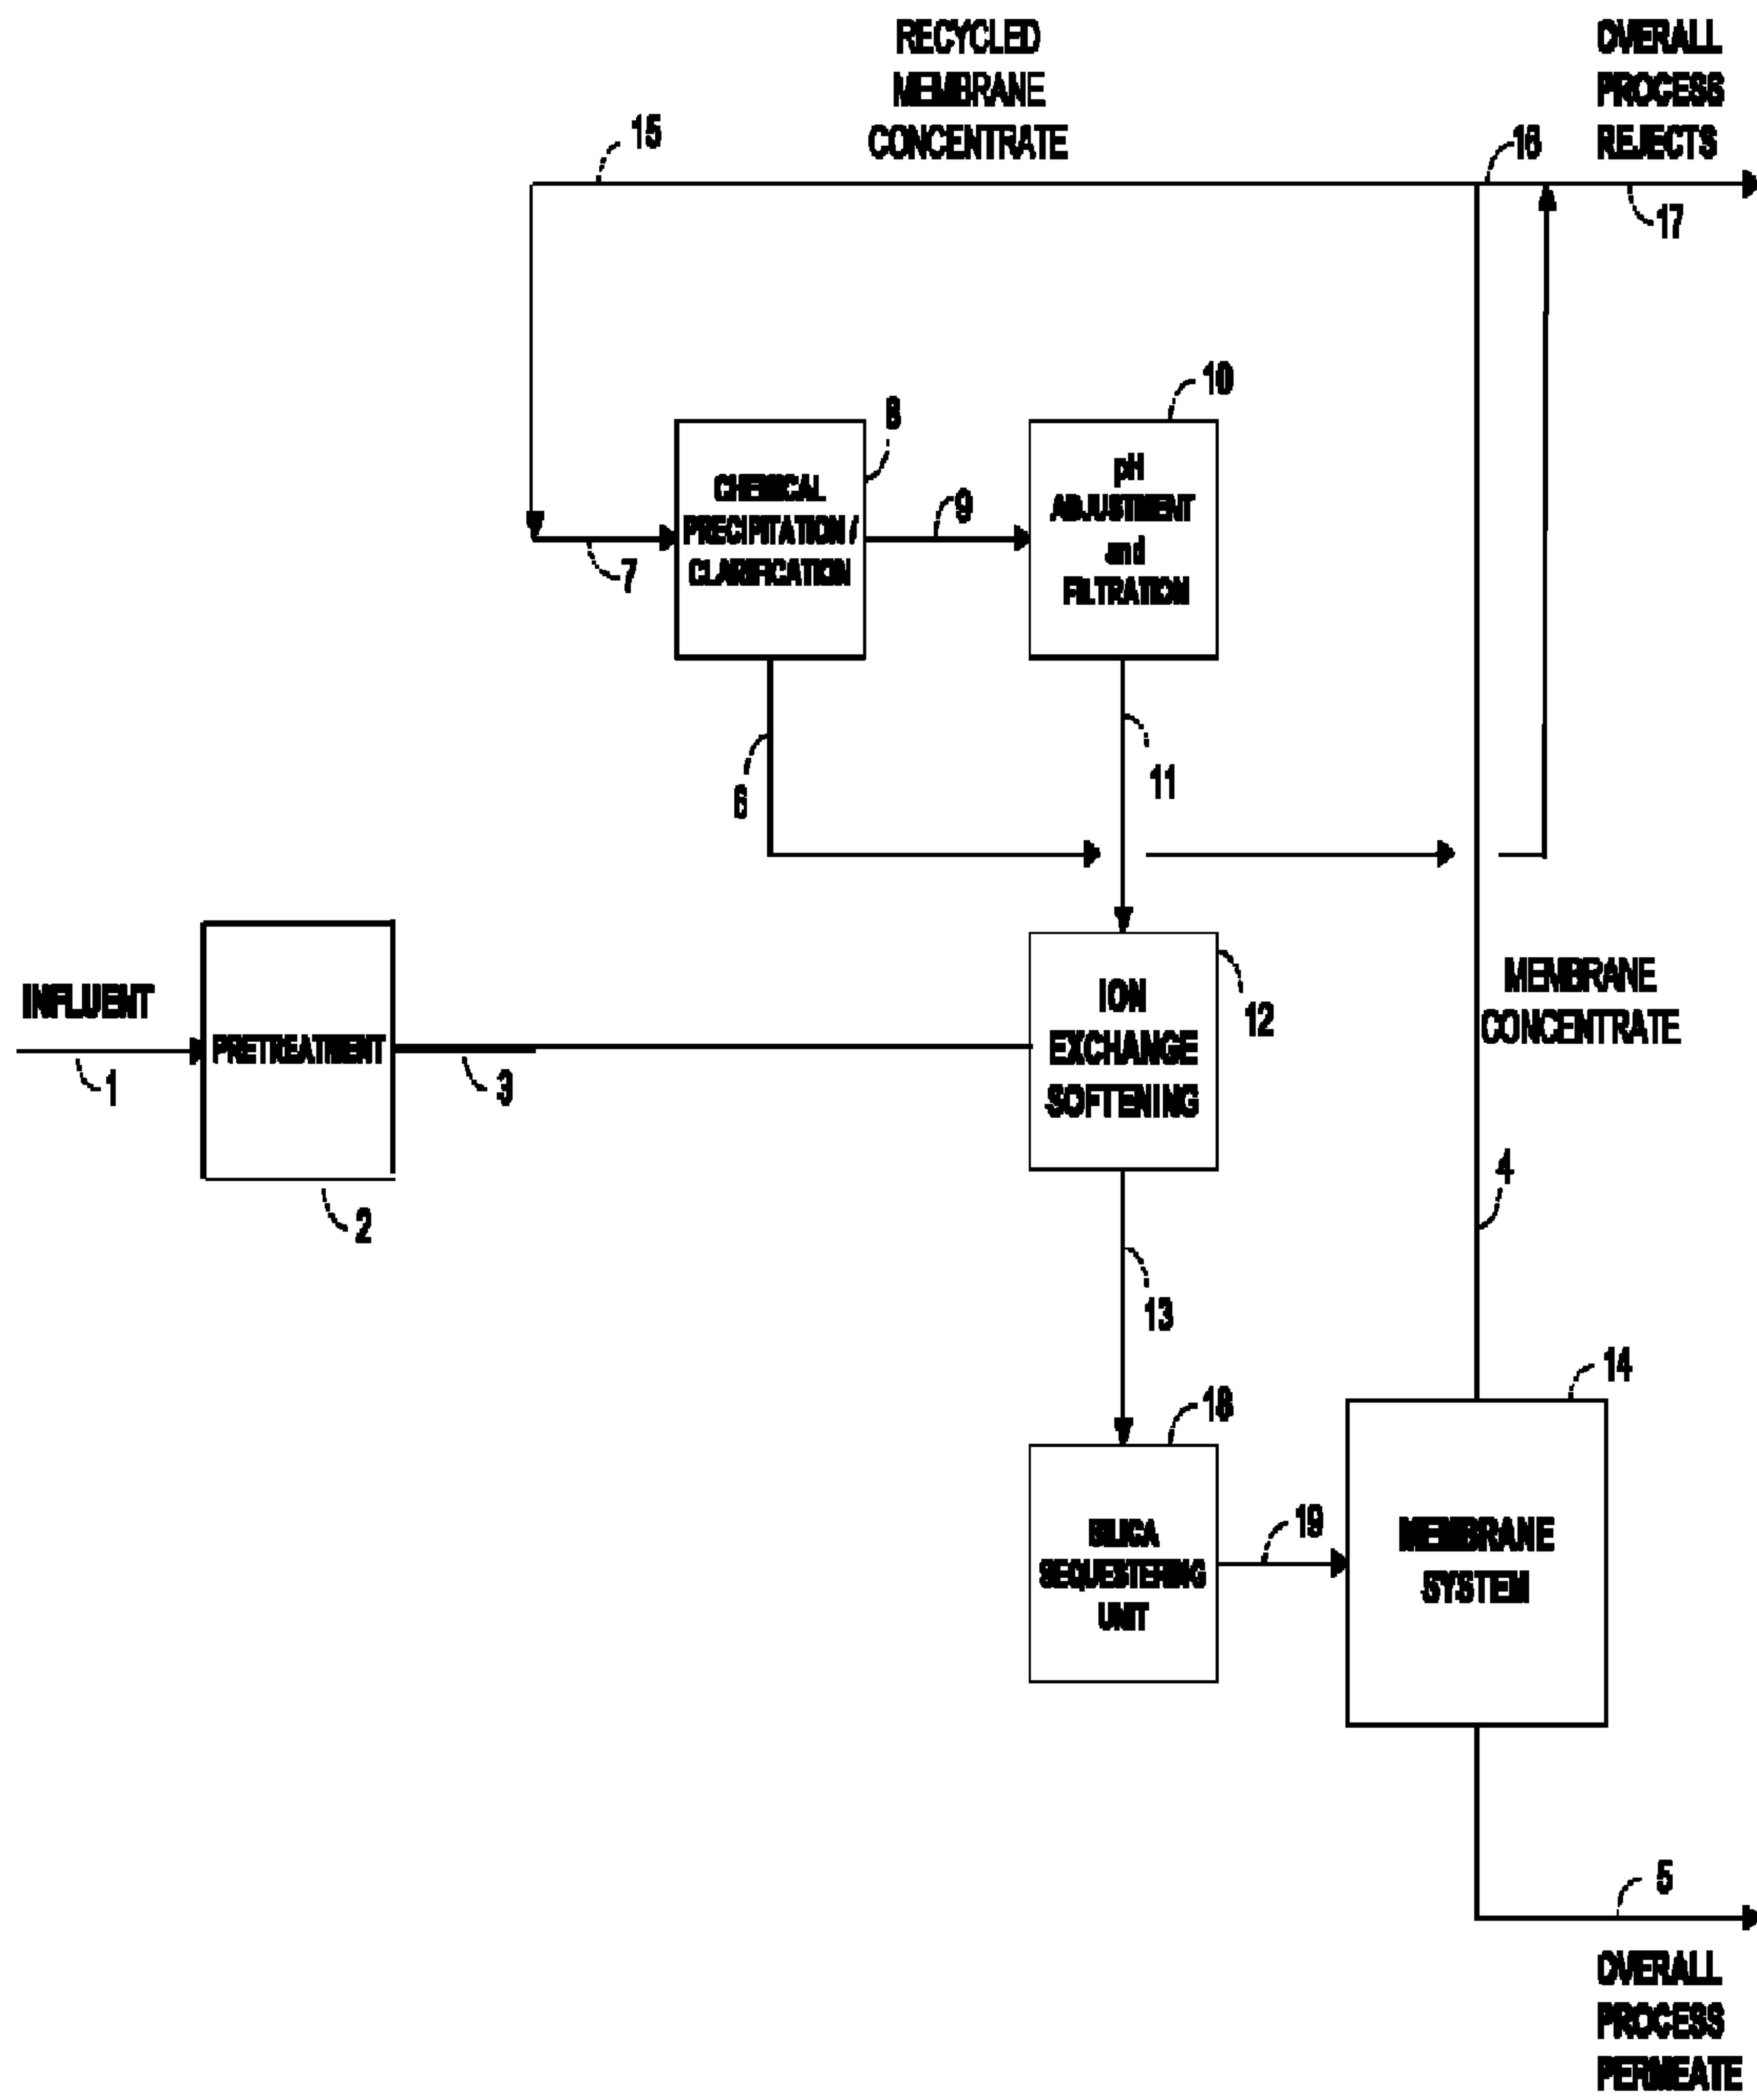 RECYCLED
MEMBRANE
CONCENTRATE
OVERALL
PROCESS
REJECTS
15
16
17
10
8
CHEMICAL
PRECIPITATION /
CLARIFICATION
9
pH
ADJUSTMENT
and
FILTRATION
7
6
11
INFLUENT
1
PRETREATMENT
2
3
ION
EXCHANGE
SOFTENING
12
MEMBRANE
CONCENTRATE
4
13
14
18
SILICA
SEQUESTERING
UNIT
19
MEMBRANE
SYSTEM
5
OVERALL
PROCESS
PERMEATE